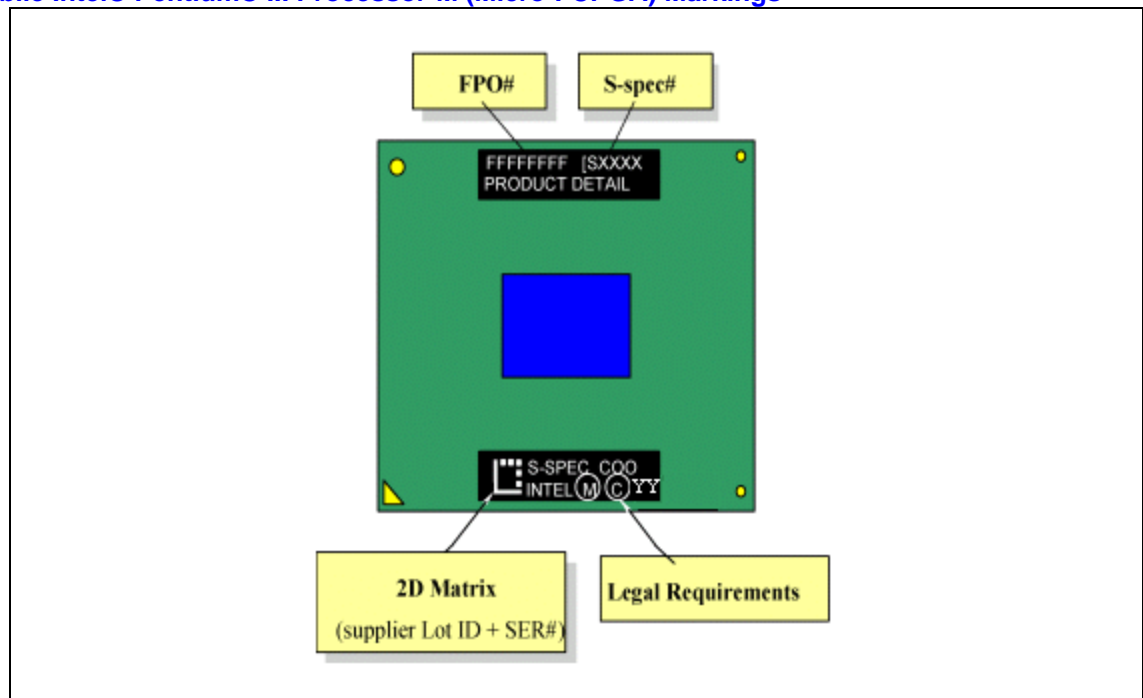 FPO#
S-spec#
FFFFFFFF [SXXXX
PRODUCT DETAIL
S-SPEC COO
INTEL M C YY
2D Matrix
(supplier Lot ID + SER#)
Legal Requirements